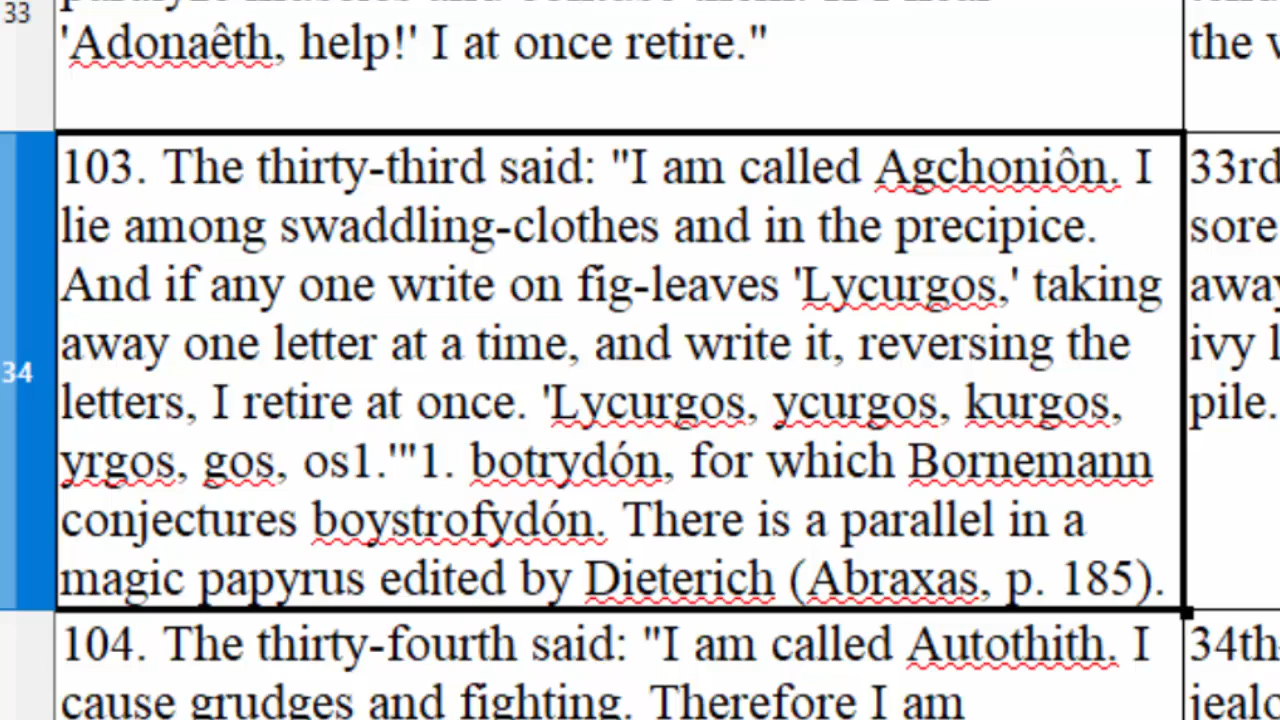 33
'Adonaêth, help!' I at once retire."
the
103. The thirty-third said: "I am called Agchoniôn. I
lie among swaddling-clothes and in the precipice.
And if any one write on fig-leaves 'Lycurgos,' taking
away one letter at a time, and write it, reversing the
letters, I retire at once. 'Lycurgos, ycurgos, kurgos,
yrgos, gos, os1.'"1. botrydón, for which Bornemann
conjectures boystrofydón. There is a parallel in a
magic papyrus edited by Dieterich (Abraxas, p. 185).
34
33rd
sore
away
ivy
pile.
104. The thirty-fourth said: "I am called Autothith. I
cause grudges and fighting. Therefore I am
34th